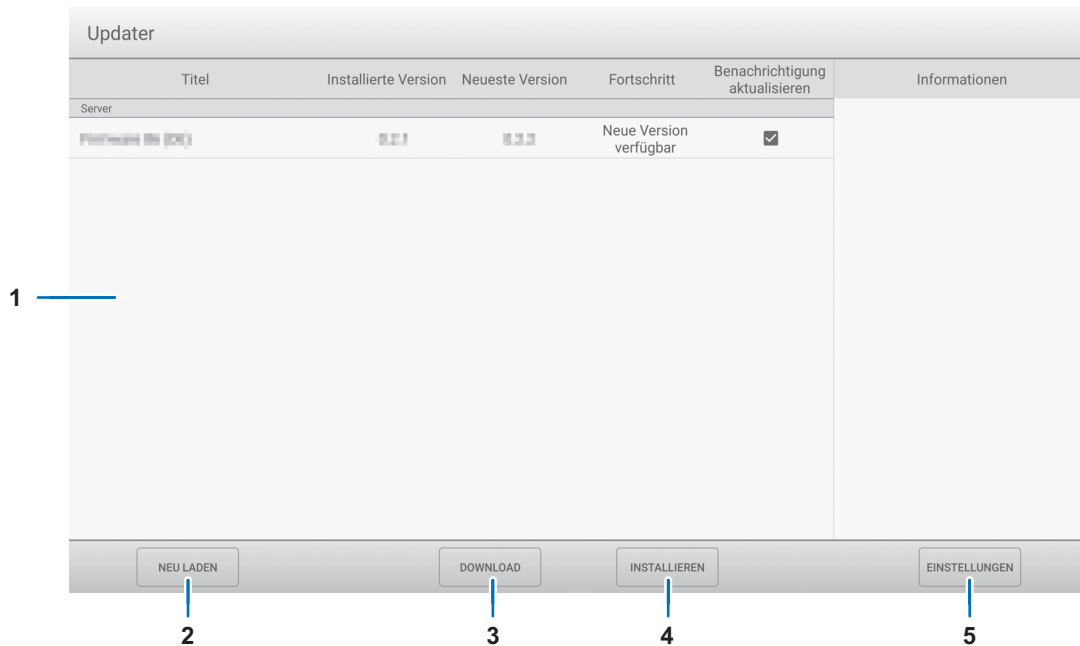 Updater
Titel
Installierte Version
Neueste Version
Fortschritt
Benachrichtigung
aktualisieren
Informationen
Server
Neue Version
verfügbar
1
NEU LADEN
DOWNLOAD
INSTALLIEREN
EINSTELLUNGEN
2
3
4
5